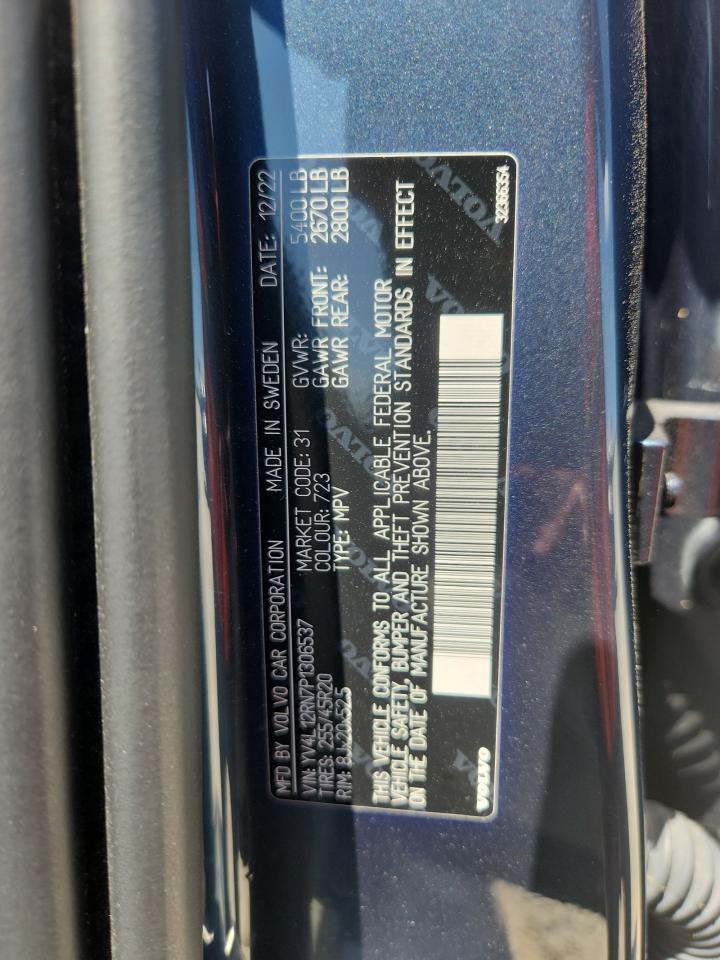 MFD BY VOLVO CAR CORPORATION MADE IN SWEDEN DATE: 12/22
VIN: YV4L12RN7P1306537 MARKET CODE: 31 GVWR: 5400 LB
TIRES: 255/45R20 COLOUR: 723 GAWR FRONT: 2670 LB
RIM: 8Jx20x52.5 TYPE: MPV GAWR REAR: 2800 LB
THIS VEHICLE CONFORMS TO ALL APPLICABLE FEDERAL MOTOR
VEHICLE SAFETY, BUMPER AND THEFT PREVENTION STANDARDS IN EFFECT
ON THE DATE OF MANUFACTURE SHOWN ABOVE.
VOLVO
32366354